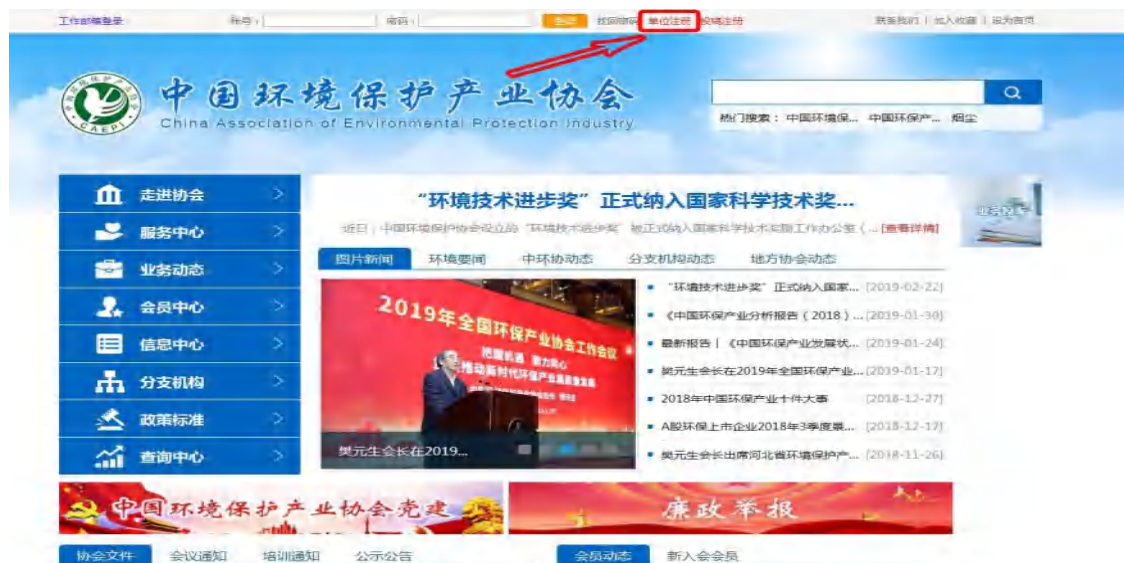 工作邮箱登录 帐号: 密码: 登录 找回密码 单位注册 投稿注册 联系我们 | 加入收藏 | 设为首页
中国环境保护产业协会
China Association of Environmental Protection Industry
CAEPI
热门搜索：中国环境保... 中国环保产... 烟尘
走进协会
服务中心
业务动态
会员中心
信息中心
分支机构
政策标准
查询中心
“环境技术进步奖”正式纳入国家科学技术奖...
[查看详情]
图片新闻 环境要闻 中环协动态 分支机构动态 地方协会动态
“环境技术进步奖”正式纳入国家... [2019-02-22]
《中国环保产业分析报告（2018）... [2019-01-30]
最新报告 | 《中国环保产业发展状... [2019-01-24]
樊元生会长在2019年全国环保产业... [2019-01-17]
2018年中国环保产业十件大事 [2018-12-27]
A股环保上市企业2018年3季度景... [2018-12-17]
樊元生会长出席河北省环境保护产... [2018-11-26]
2019年全国环保产业协会工作会议
樊元生会长在2019...
中国环境保护产业协会党建
廉政举报
协会文件 会议通知 培训通知 公示公告
会员动态 新入会会员